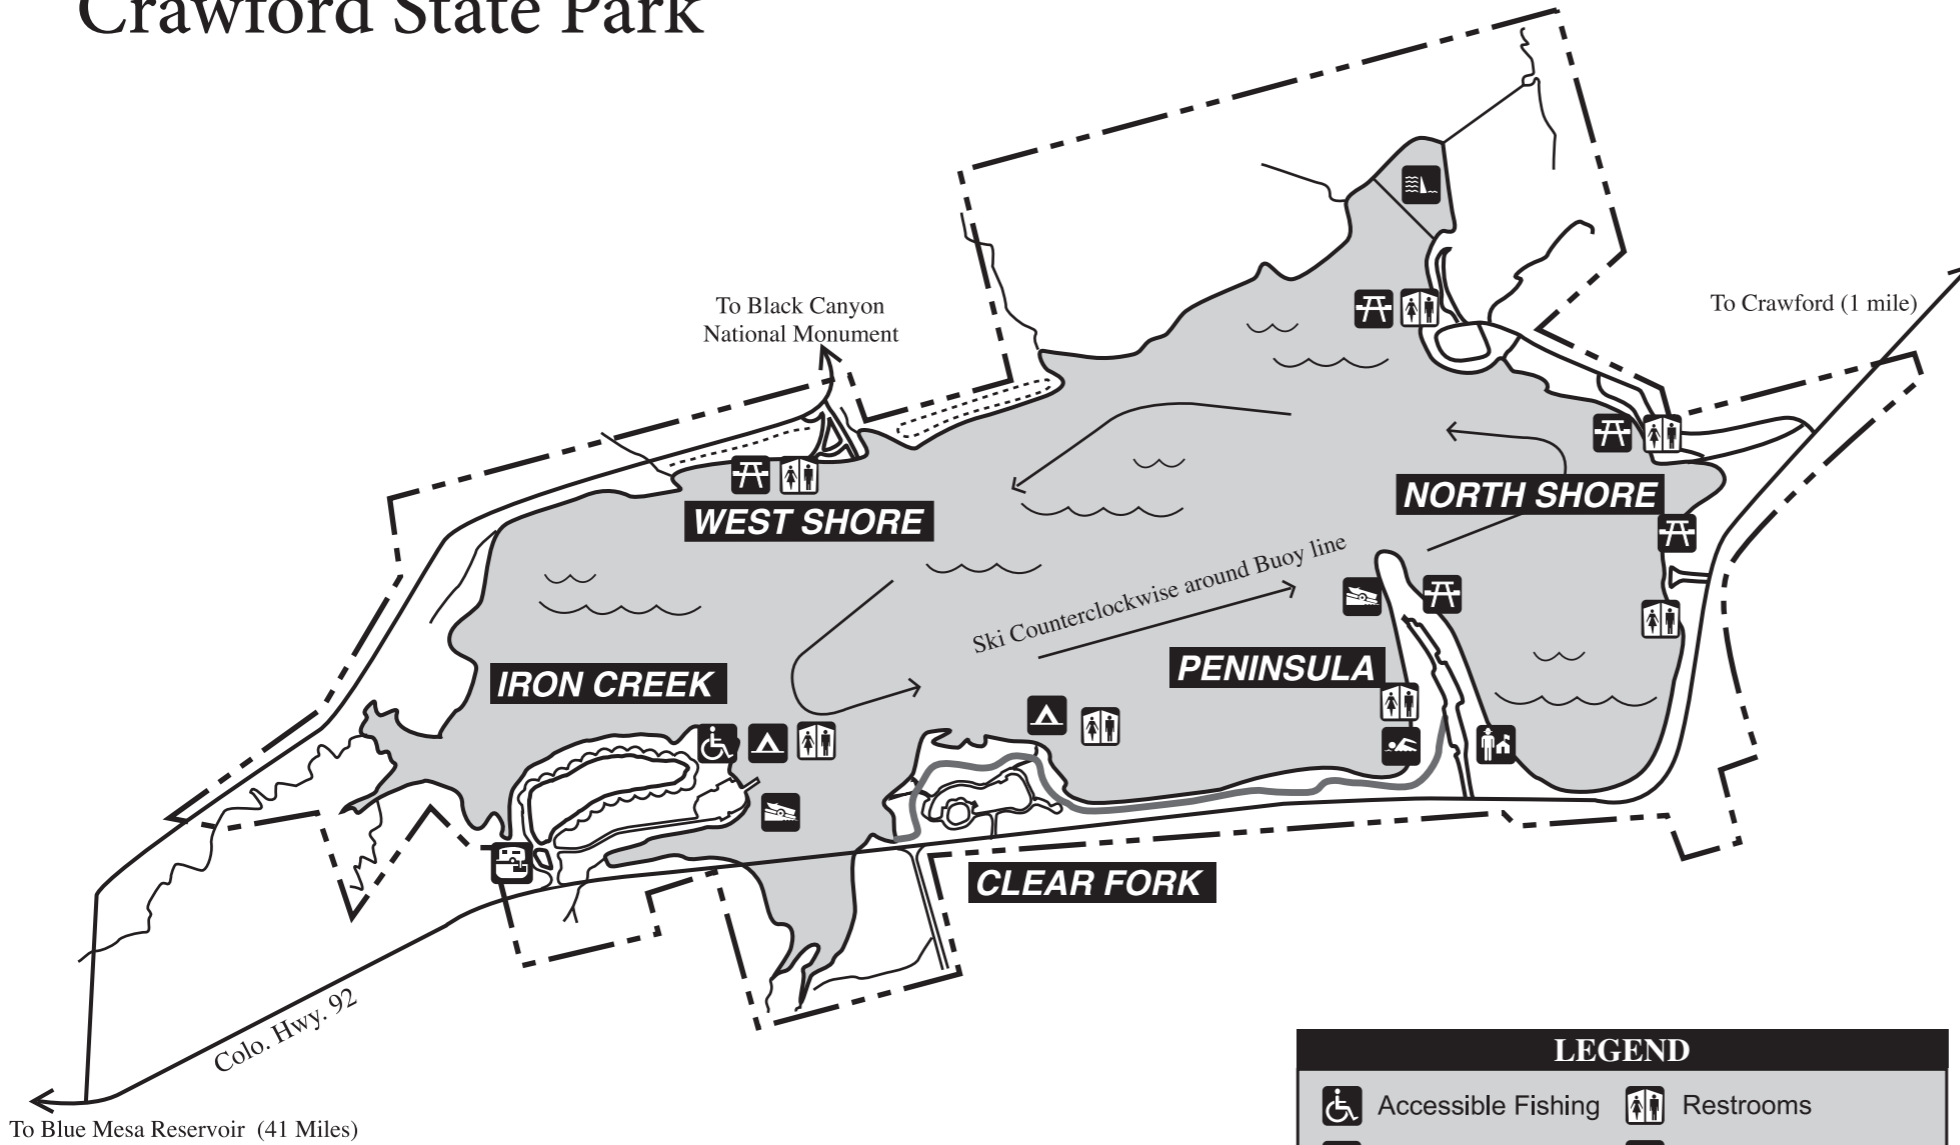 Crawford State Park
To Black Canyon
National Monument
To Crawford (1 mile)
WEST SHORE
NORTH SHORE
Ski Counterclockwise around Buoy line
IRON CREEK
PENINSULA
CLEAR FORK
Colo. Hwy. 92
To Blue Mesa Reservoir (41 Miles)
LEGEND
Accessible Fishing
Restrooms